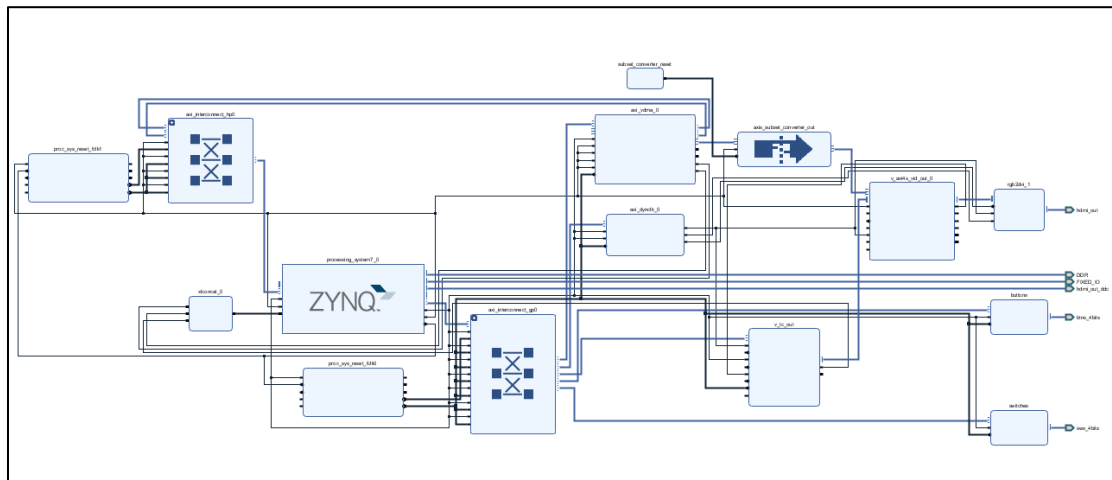 subset_converter_reset
axi_interconnect_hp0
axi_vdma_0
axis_subset_converter_out
proc_sys_reset_fclk1
v_axi4s_vid_out_0
rgb2dvi_1
hdmi_out
axi_dynclk_0
processing_system7_0
ZYNQ
DDR
FIXED_IO
hdmi_out_ddc
xlconcat_0
buttons
axi_interconnect_gp0
btns_4bits
v_tc_out
proc_sys_reset_fclk0
switches
sws_4bits